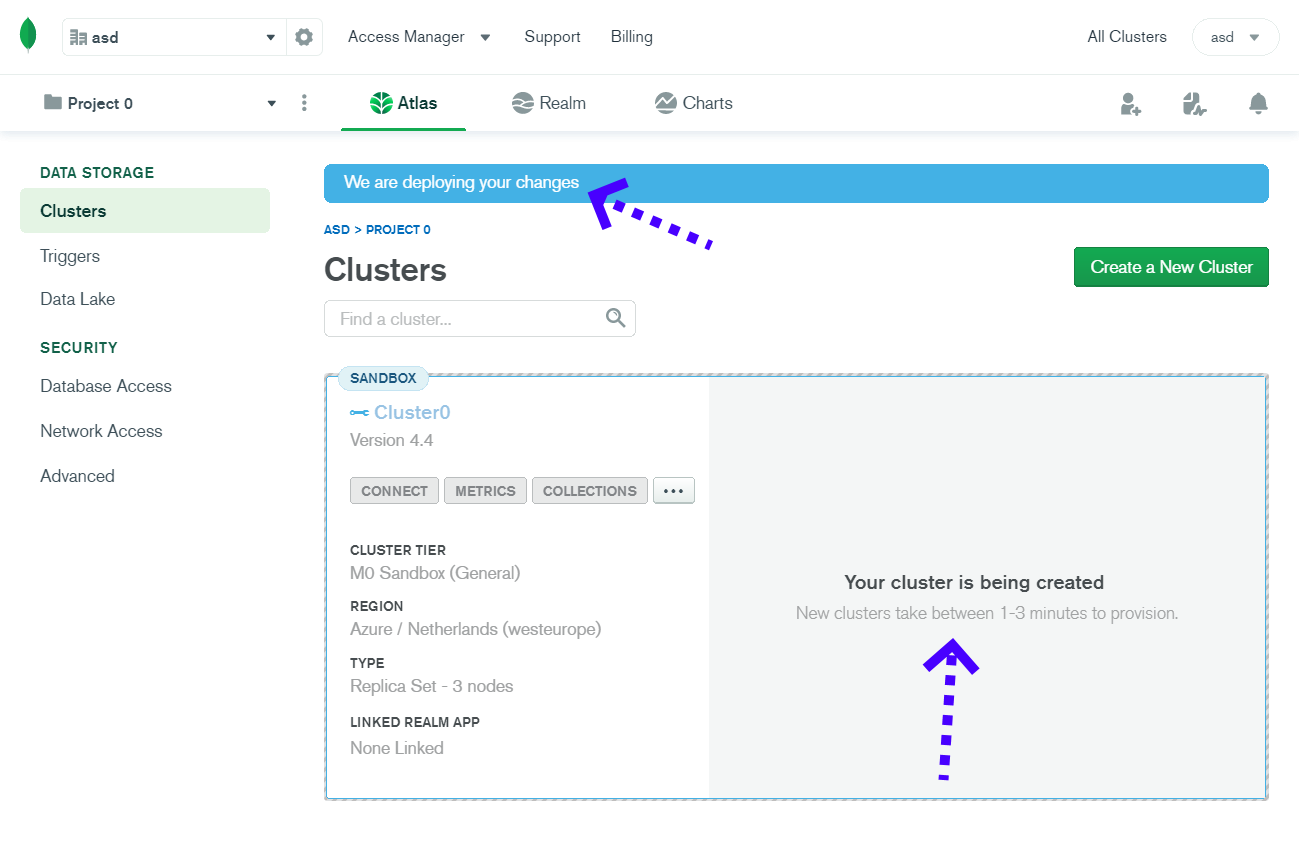 asd
Access Manager
Support
Billing
All Clusters
asd
Project 0
Atlas
Realm
Charts
DATA STORAGE
Clusters
Triggers
Data Lake
SECURITY
Database Access
Network Access
Advanced
We are deploying your changes
ASD > PROJECT 0
Clusters
Create a New Cluster
Find a cluster...
SANDBOX
Cluster0
Version 4.4
CONNECT
METRICS
COLLECTIONS
CLUSTER TIER
M0 Sandbox (General)
REGION
Azure / Netherlands (westeurope)
TYPE
Replica Set - 3 nodes
LINKED REALM APP
None Linked
Your cluster is being created
New clusters take between 1-3 minutes to provision.